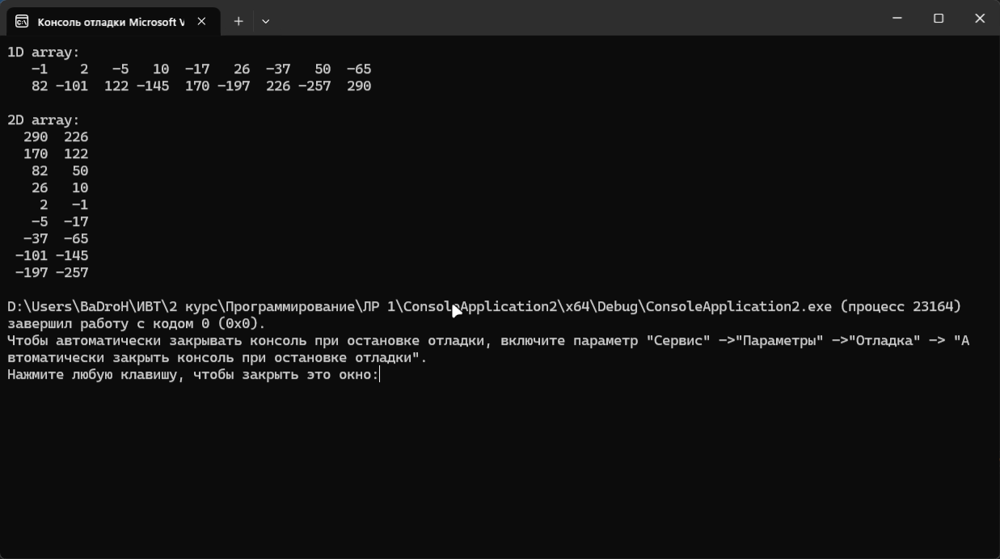 Консоль отладки Microsoft V
1D array:
−1 2 −5 10 −17 26 −37 50 −65
82 −101 122 −145 170 −197 226 −257 290
2D array:
290 226
170 122
82 50
26 10
2 −1
−5 −17
−37 −65
−101 −145
−197 −257
D:\Users\BaDroH\ИВТ\2 курс\Программирование\ЛР 1\ConsoleApplication2\x64\Debug\ConsoleApplication2.exe (процесс 23164)
завершил работу с кодом 0 (0x0).
Чтобы автоматически закрывать консоль при остановке отладки, включите параметр "Сервис" −>"Параметры" −>"Отладка" −> "А
втоматически закрыть консоль при остановке отладки".
Нажмите любую клавишу, чтобы закрыть это окно: